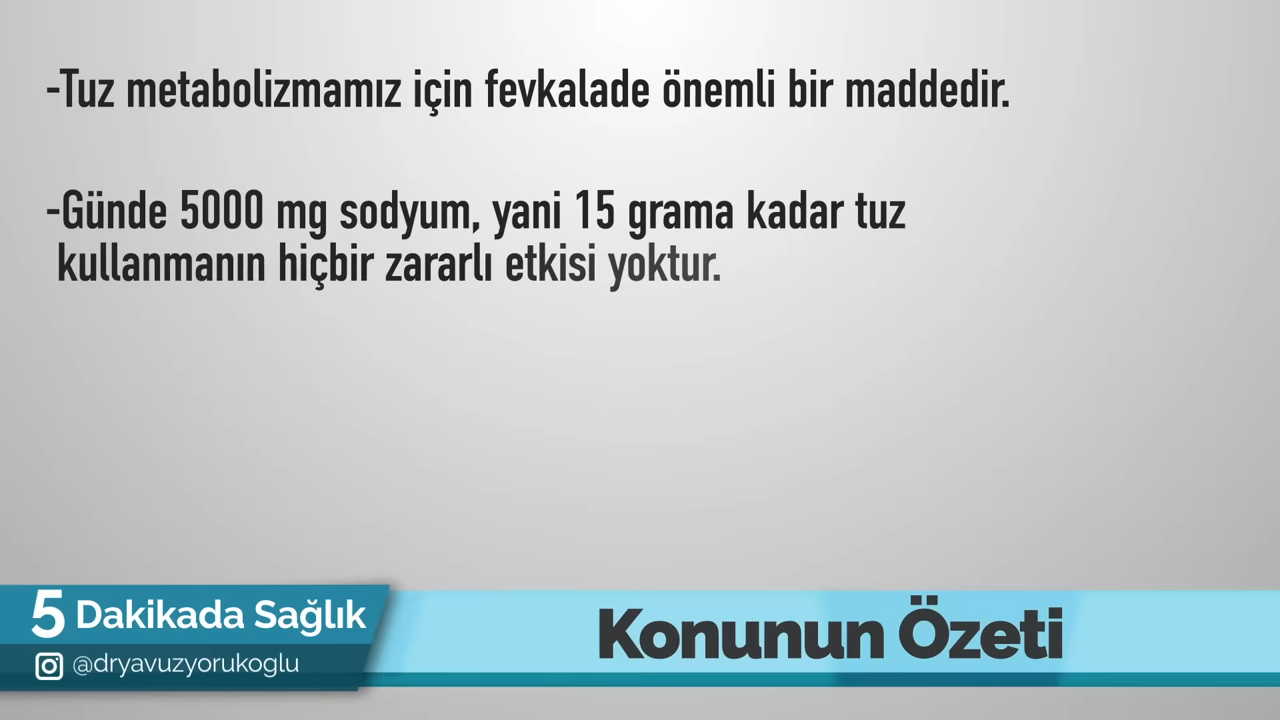 -Tuz metabolizmamız için fevkalade önemli bir maddedir.
-Günde 5000 mg sodyum, yani 15 grama kadar tuz
kullanmanın hiçbir zararlı etkisi yoktur.
5 Dakikada Sağlık
@dryavuzyorukoglu
Konunun Özeti